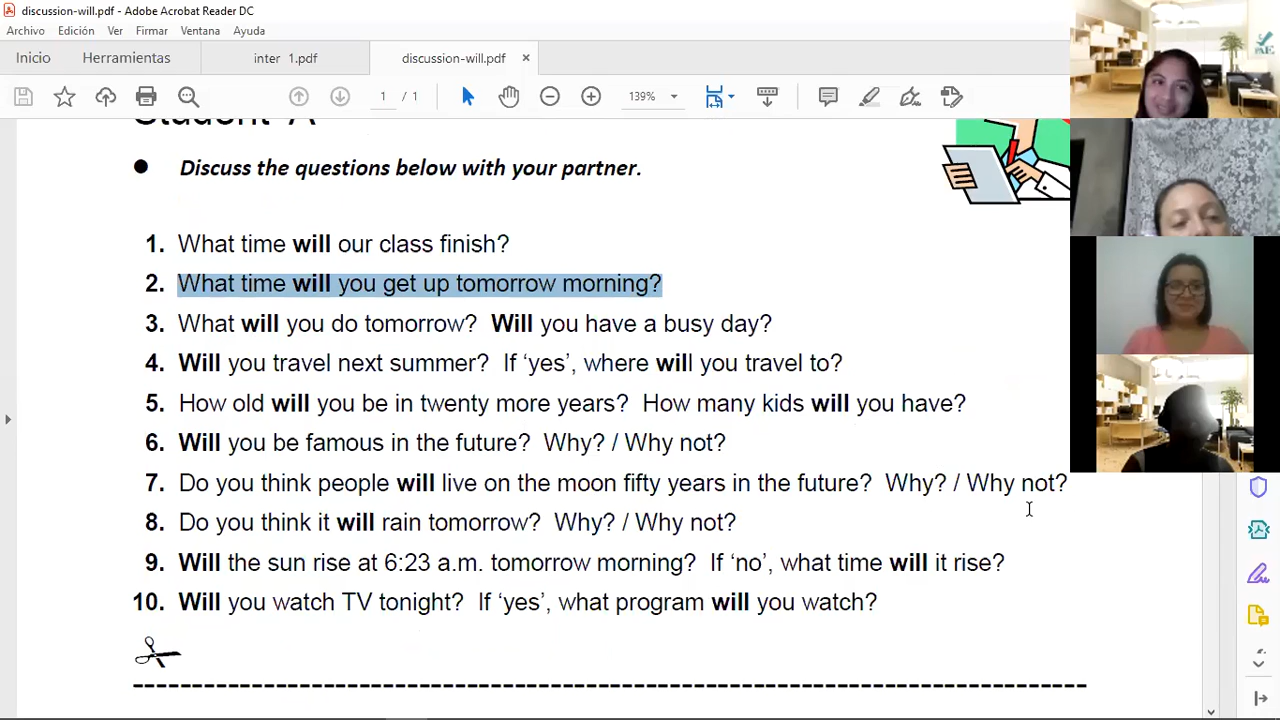 discussion-will.pdf - Adobe Acrobat Reader DC
Archivo Edición Ver Firmar Ventana Ayuda
Inicio Herramientas inter 1.pdf discussion-will.pdf ×
1 / 1 139%
Student A
● Discuss the questions below with your partner.
1. What time will our class finish?
2. What time will you get up tomorrow morning?
3. What will you do tomorrow? Will you have a busy day?
4. Will you travel next summer? If ‘yes’, where will you travel to?
5. How old will you be in twenty more years? How many kids will you have?
6. Will you be famous in the future? Why? / Why not?
7. Do you think people will live on the moon fifty years in the future? Why? / Why not?
8. Do you think it will rain tomorrow? Why? / Why not?
9. Will the sun rise at 6:23 a.m. tomorrow morning? If ‘no’, what time will it rise?
10. Will you watch TV tonight? If ‘yes’, what program will you watch?